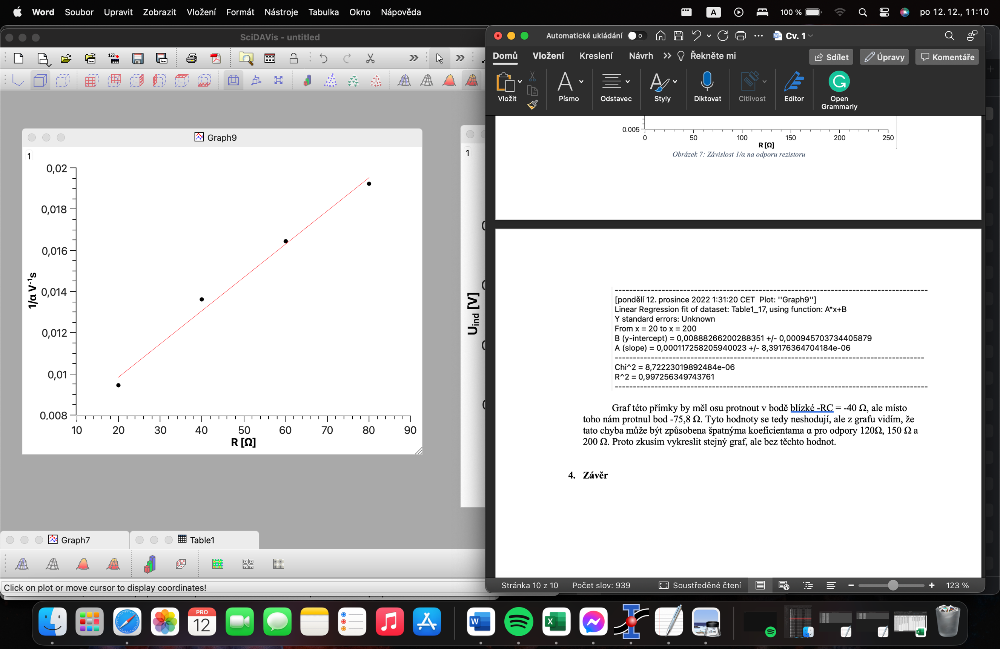 Word Soubor Upravit Zobrazit Vložení Formát Nástroje Tabulka Okno Nápověda
A 100 % po 12. 12., 11:10
SciDAVis - untitled
Graph9
1
0,02
0,018
0,016
0,014
0,012
0,01
0,008
1/α V⁻¹s
10 20 30 40 50 60 70 80 90
R [Ω]
1
U_ind [V]
Graph7
Table1
Click on plot or move cursor to display coordinates!
Automatické ukládání
Cv. 1
Domů Vložení Kreslení Návrh Řekněte mi
Sdílet Úpravy Komentáře
Vložit Písmo Odstavec Styly Diktovat Citlivost Editor Open
Grammarly
0.005
0 50 100 150 200 250
R [Ω]
Obrázek 7: Závislost 1/α na odporu rezistoru
[pondělí 12. prosince 2022 1:31:20 CET Plot: ''Graph9'']
Linear Regression fit of dataset: Table1_17, using function: A*x+B
Y standard errors: Unknown
From x = 20 to x = 200
B (y-intercept) = 0,00888266200288351 +/- 0,000945703734405879
A (slope) = 0,000117258205940023 +/- 8,39176364704184e-06
Chi^2 = 8,72223019892484e-06
R^2 = 0,997256349743761
Graf této přímky by měl osu protnout v bodě blízké -RC = -40 Ω, ale místo
toho nám protnul bod -75,8 Ω. Tyto hodnoty se tedy neshodují, ale z grafu vidím, že
tato chyba může být způsobena špatnýma koeficientama α pro odpory 120Ω, 150 Ω a
200 Ω. Proto zkusím vykreslit stejný graf, ale bez těchto hodnot.
4. Závěr
Stránka 10 z 10 Počet slov: 939 Soustředěné čtení 123 %
PRO
12